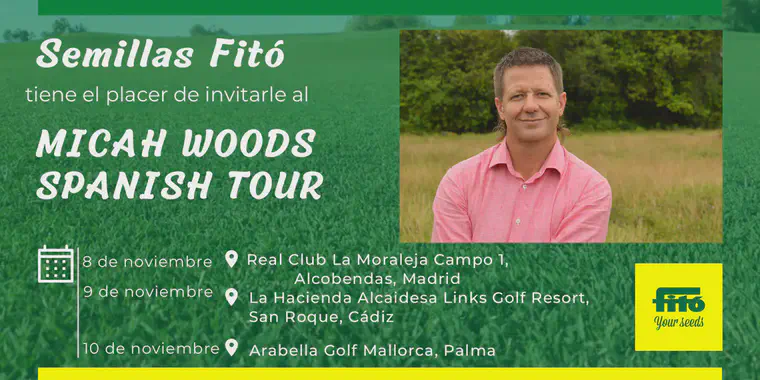 Semillas Fitó
tiene el placer de invitarle al
MICAH WOODS
SPANISH TOUR
8 de noviembre
Real Club La Moraleja Campo 1,
Alcobendas, Madrid
9 de noviembre
La Hacienda Alcaidesa Links Golf Resort,
San Roque, Cádiz
10 de noviembre
Arabella Golf Mallorca, Palma
fitó
Your seeds